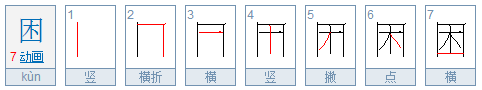 困 1 2 3 4 5 6 7
7 动画
kùn 竖 横折 横 竖 撇 点 横